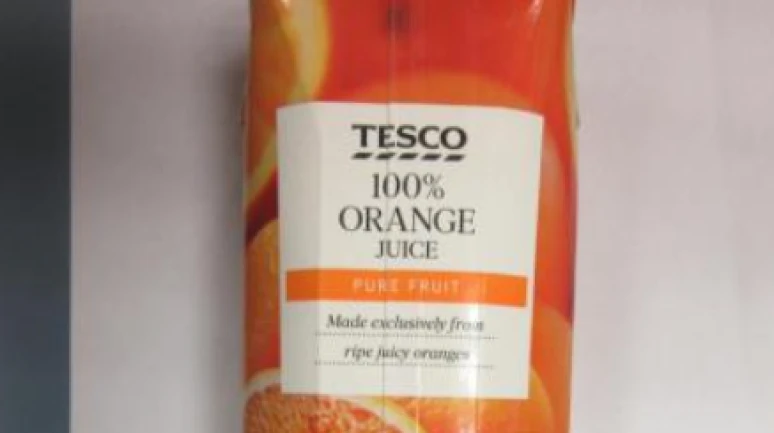 TESCO
100%
ORANGE
JUICE
PURE FRUIT
Made exclusively from
ripe juicy oranges